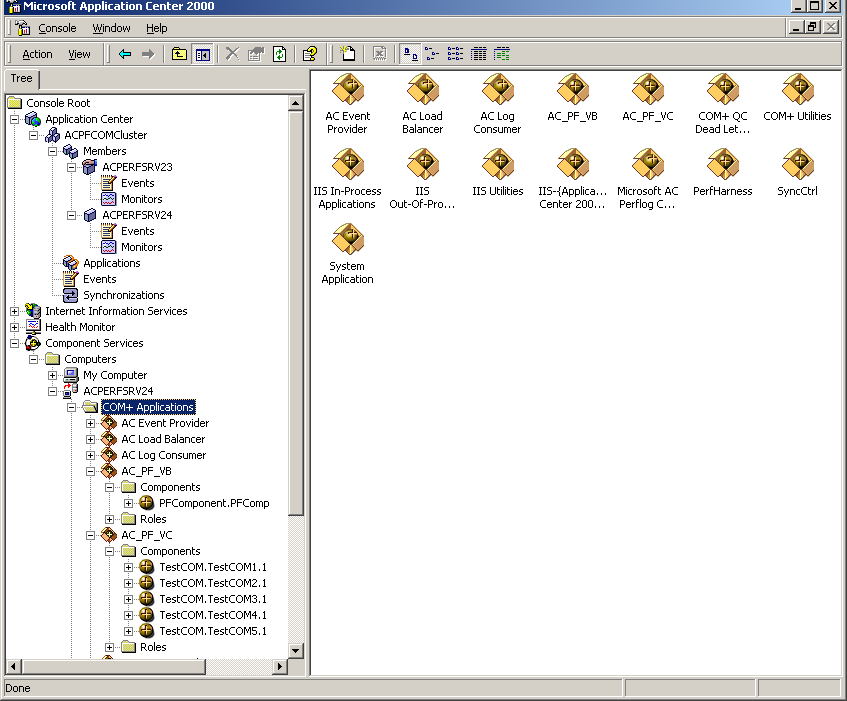 Microsoft Application Center 2000
Console Window Help
Action View
Tree
Console Root
Application Center
ACPFCOMCluster
Members
ACPERFSRV23
Events
Monitors
ACPERFSRV24
Events
Monitors
Applications
Events
Synchronizations
Internet Information Services
Health Monitor
Component Services
Computers
My Computer
ACPERFSRV24
COM+ Applications
AC Event Provider
AC Load Balancer
AC Log Consumer
AC_PF_VB
Components
PFComponent.PFComp
Roles
AC_PF_VC
Components
TestCOM.TestCOM1.1
TestCOM.TestCOM2.1
TestCOM.TestCOM3.1
TestCOM.TestCOM4.1
TestCOM.TestCOM5.1
Roles
AC Event Provider
AC Load Balancer
AC Log Consumer
AC_PF_VB
AC_PF_VC
COM+ QC Dead Let...
COM+ Utilities
IIS In-Process Applications
IIS Out-Of-Pro...
IIS Utilities
IIS-{Applica... Center 200...
Microsoft AC Perflog C...
PerfHarness
SyncCtrl
System Application
Done